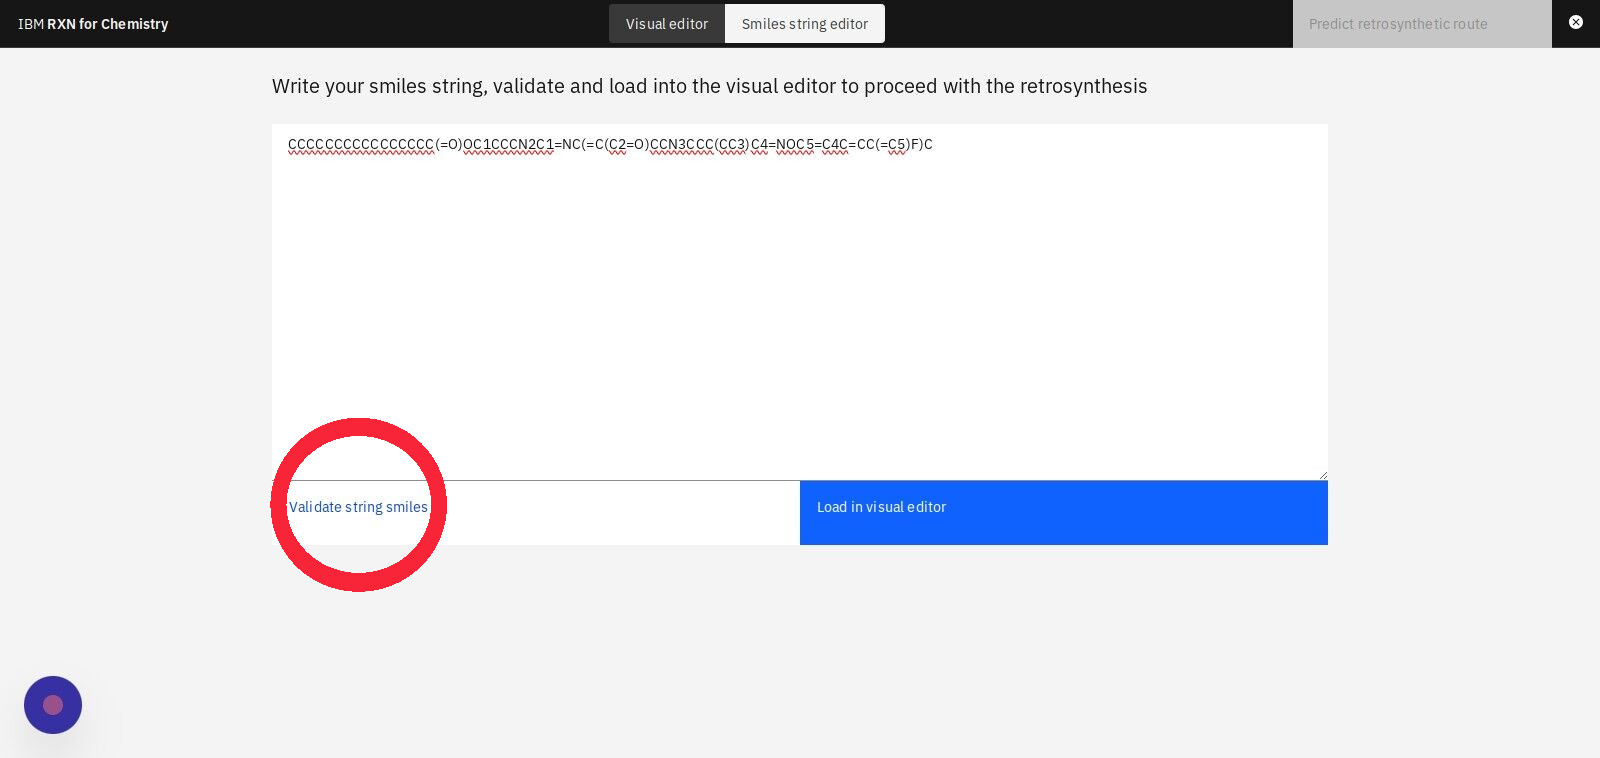 IBM RXN for Chemistry
Visual editor
Smiles string editor
Predict retrosynthetic route
Write your smiles string, validate and load into the visual editor to proceed with the retrosynthesis
CCCCCCCCCCCCCCCC(=O)OC1CCCN2C1=NC(=C(C2=O)CCN3CCC(CC3)C4=NOC5=C4C=CC(=C5)F)C
Validate string smiles
Load in visual editor